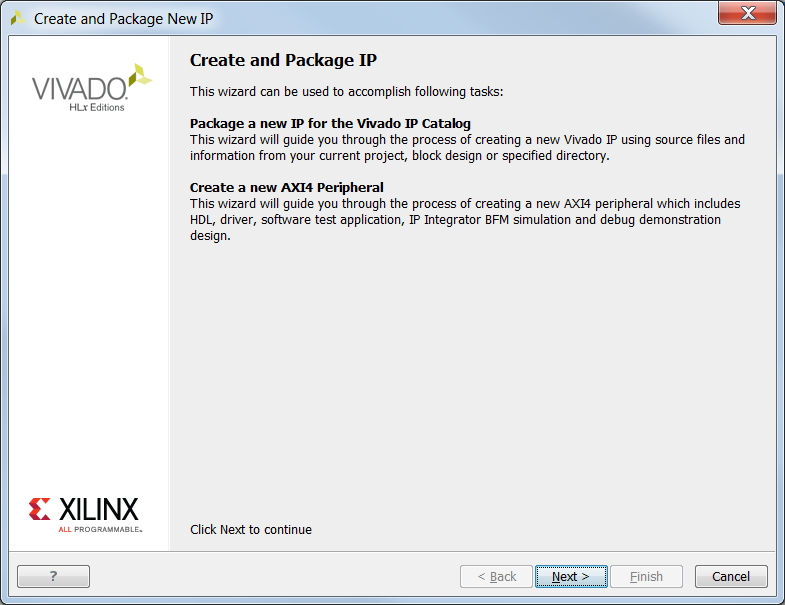 Create and Package New IP
VIVADO.
HLx Editions
Create and Package IP
This wizard can be used to accomplish following tasks:
Package a new IP for the Vivado IP Catalog
This wizard will guide you through the process of creating a new Vivado IP using source files and
information from your current project, block design or specified directory.
Create a new AXI4 Peripheral
This wizard will guide you through the process of creating a new AXI4 peripheral which includes
HDL, driver, software test application, IP Integrator BFM simulation and debug demonstration
design.
XILINX
ALL PROGRAMMABLE™
Click Next to continue
?
< Back
Next >
Finish
Cancel